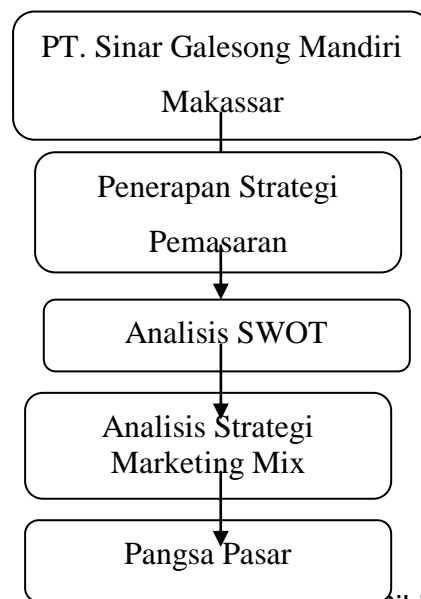 PT. Sinar Galesong Mandiri
Makassar
Penerapan Strategi
Pemasaran
Analisis SWOT
Analisis Strategi
Marketing Mix
Pangsa Pasar